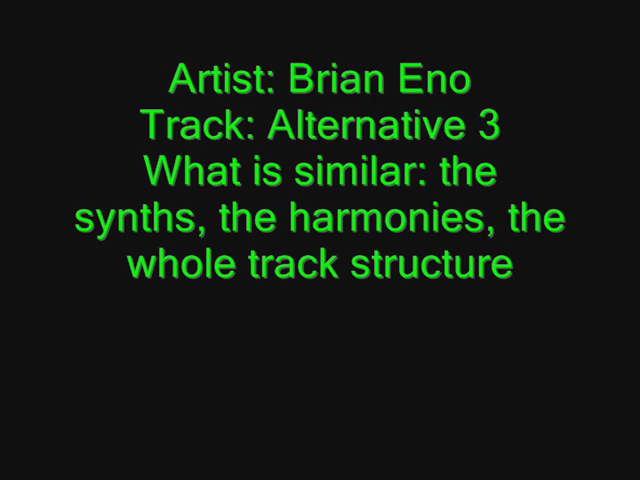 Artist: Brian Eno
Track: Alternative 3
What is similar: the
synths, the harmonies, the
whole track structure